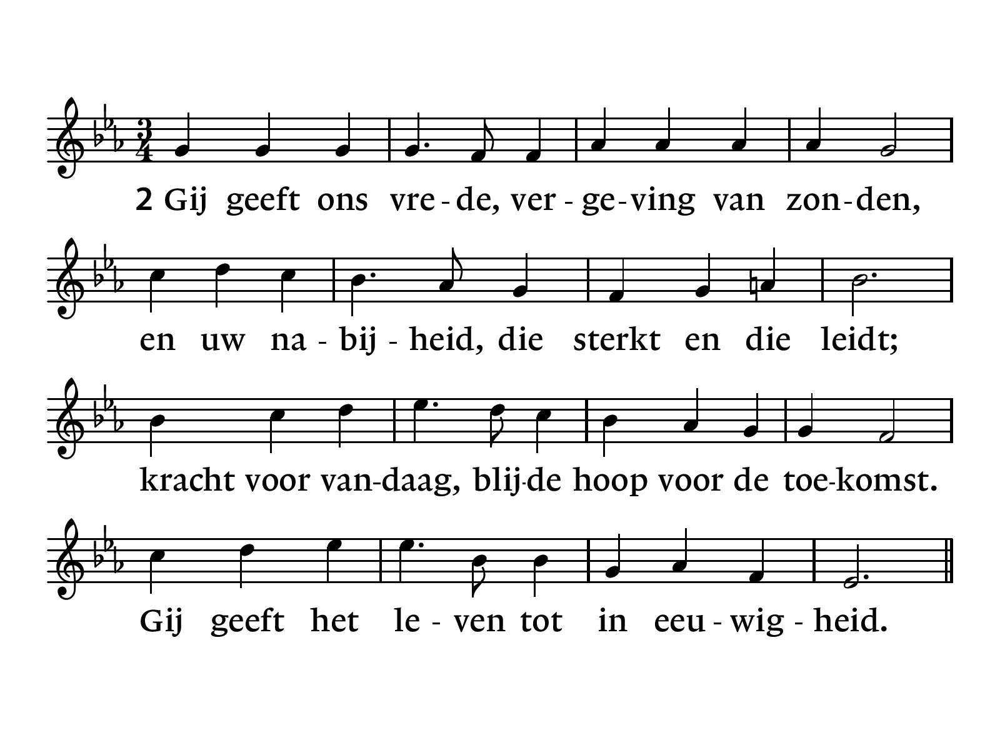 2 Gij geeft ons vre - de, ver - ge - ving van zon - den,
en uw na - bij - heid, die sterkt en die leidt;
kracht voor van-daag, blij-de hoop voor de toe-komst.
Gij geeft het le - ven tot in eeu - wig - heid.